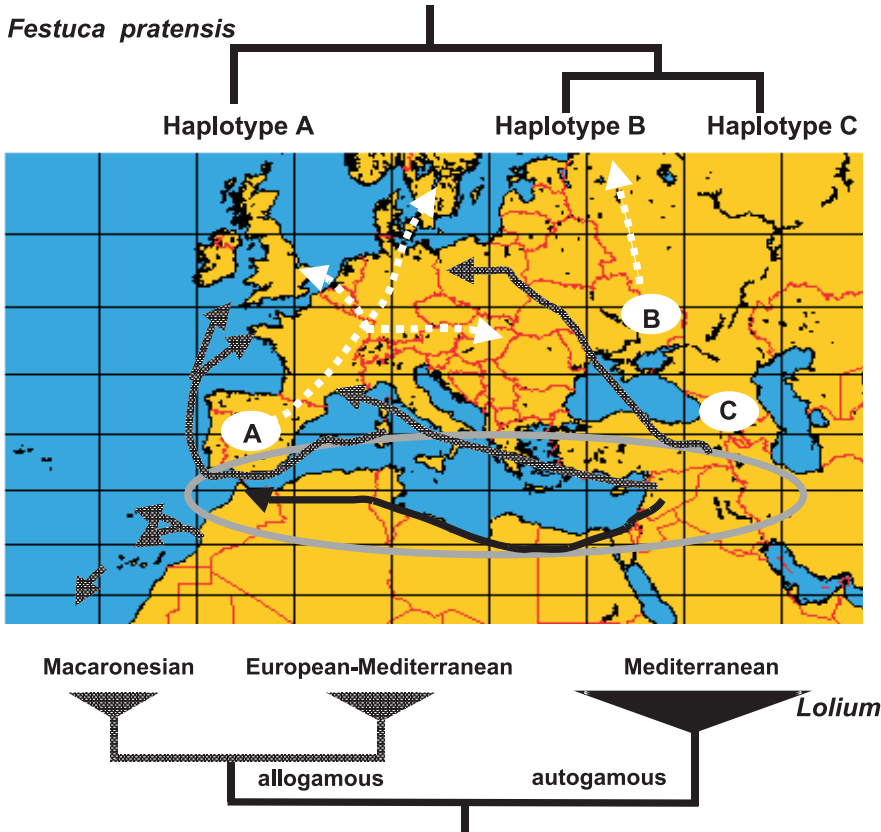 Festuca pratensis
Haplotype A Haplotype B Haplotype C
B
C
A
Macaronesian European-Mediterranean Mediterranean
Lolium
allogamous autogamous